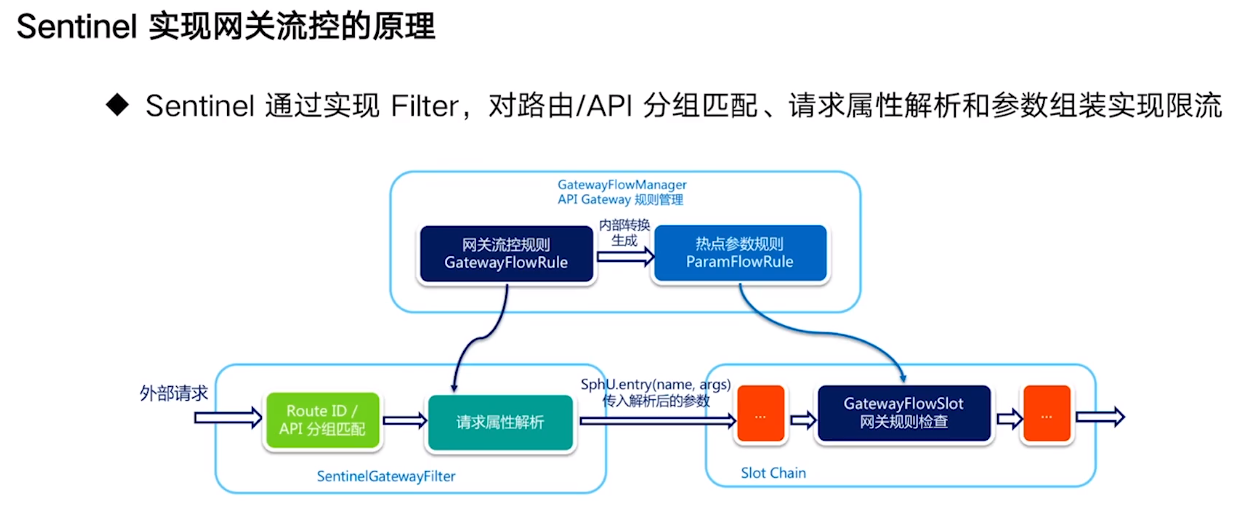 Sentinel 实现网关流控的原理
◆ Sentinel 通过实现 Filter，对路由/API 分组匹配、请求属性解析和参数组装实现限流
GatewayFlowManager
API Gateway 规则管理
网关流控规则
GatewayFlowRule
内部转换
生成
热点参数规则
ParamFlowRule
外部请求
Route ID /
API 分组匹配
请求属性解析
SentinelGatewayFilter
SphU.entry(name, args)
传入解析后的参数
...
GatewayFlowSlot
网关规则检查
...
Slot Chain